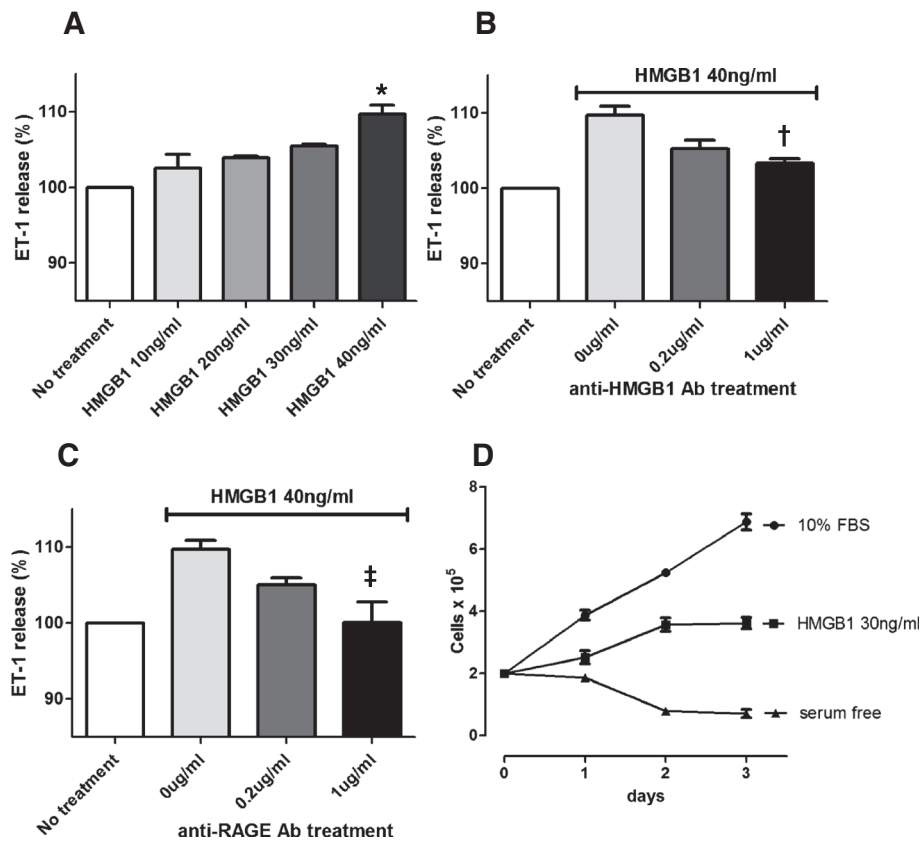 A
ET-1 release (%)
110
100
90
*
No treatment
HMGB1 10ng/ml
HMGB1 20ng/ml
HMGB1 30ng/ml
HMGB1 40ng/ml
B
HMGB1 40ng/ml
ET-1 release (%)
110
100
90
†
No treatment
0ug/ml
0.2ug/ml
1ug/ml
anti-HMGB1 Ab treatment
C
HMGB1 40ng/ml
ET-1 release (%)
110
100
90
‡
No treatment
0ug/ml
0.2ug/ml
1ug/ml
anti-RAGE Ab treatment
D
Cells x 10⁵
8
6
4
2
0
10% FBS
HMGB1 30ng/ml
serum free
0 1 2 3
days